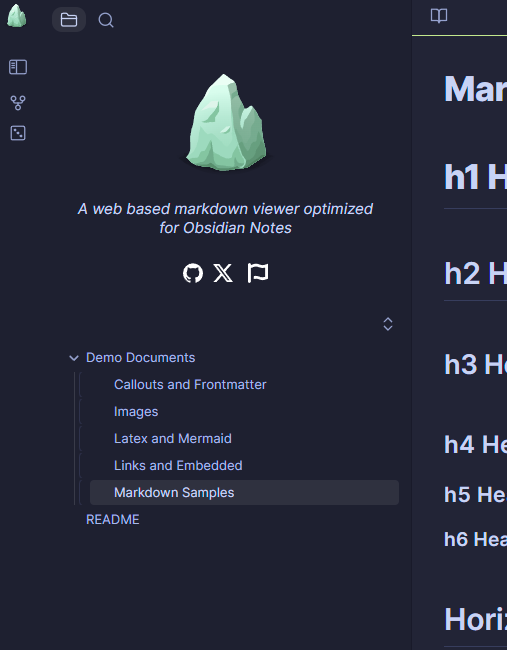 A web based markdown viewer optimized
for Obsidian Notes
Demo Documents
Callouts and Frontmatter
Images
Latex and Mermaid
Links and Embedded
Markdown Samples
README
Mar
h1 H
h2 H
h3 He
h4 He
h5 Hea
h6 Hea
Horiz